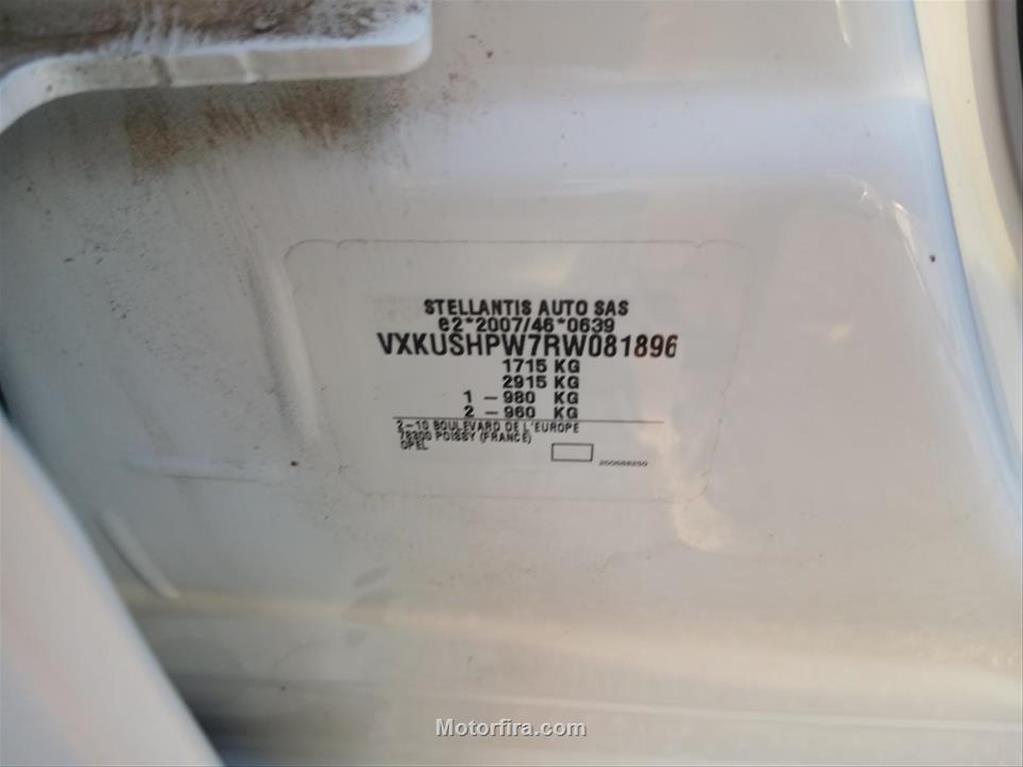 STELLANTIS AUTO SAS
e2*2007/46*0639
VXKUSHPW7RW081896
1715 KG
2915 KG
1 – 980 KG
2 – 960 KG
2–10 BOULEVARD DE L'EUROPE
78300 POISSY (FRANCE)
OPEL
Motorfira.com